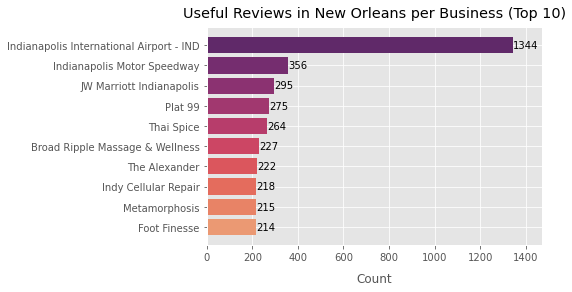 Useful Reviews in New Orleans per Business (Top 10)
Indianapolis International Airport - IND 1344
Indianapolis Motor Speedway 356
JW Marriott Indianapolis 295
Plat 99 275
Thai Spice 264
Broad Ripple Massage & Wellness 227
The Alexander 222
Indy Cellular Repair 218
Metamorphosis 215
Foot Finesse 214
0 200 400 600 800 1000 1200 1400
Count